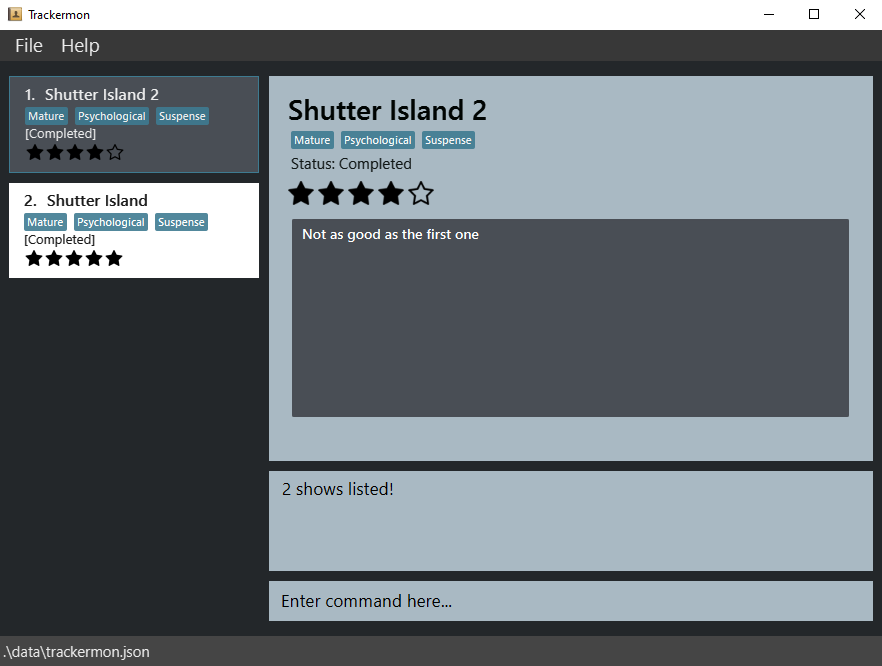 Trackermon
File Help
1. Shutter Island 2
Mature Psychological Suspense
[Completed]
2. Shutter Island
Mature Psychological Suspense
[Completed]
Shutter Island 2
Mature Psychological Suspense
Status: Completed
Not as good as the first one
2 shows listed!
Enter command here...
.\data\trackermon.json